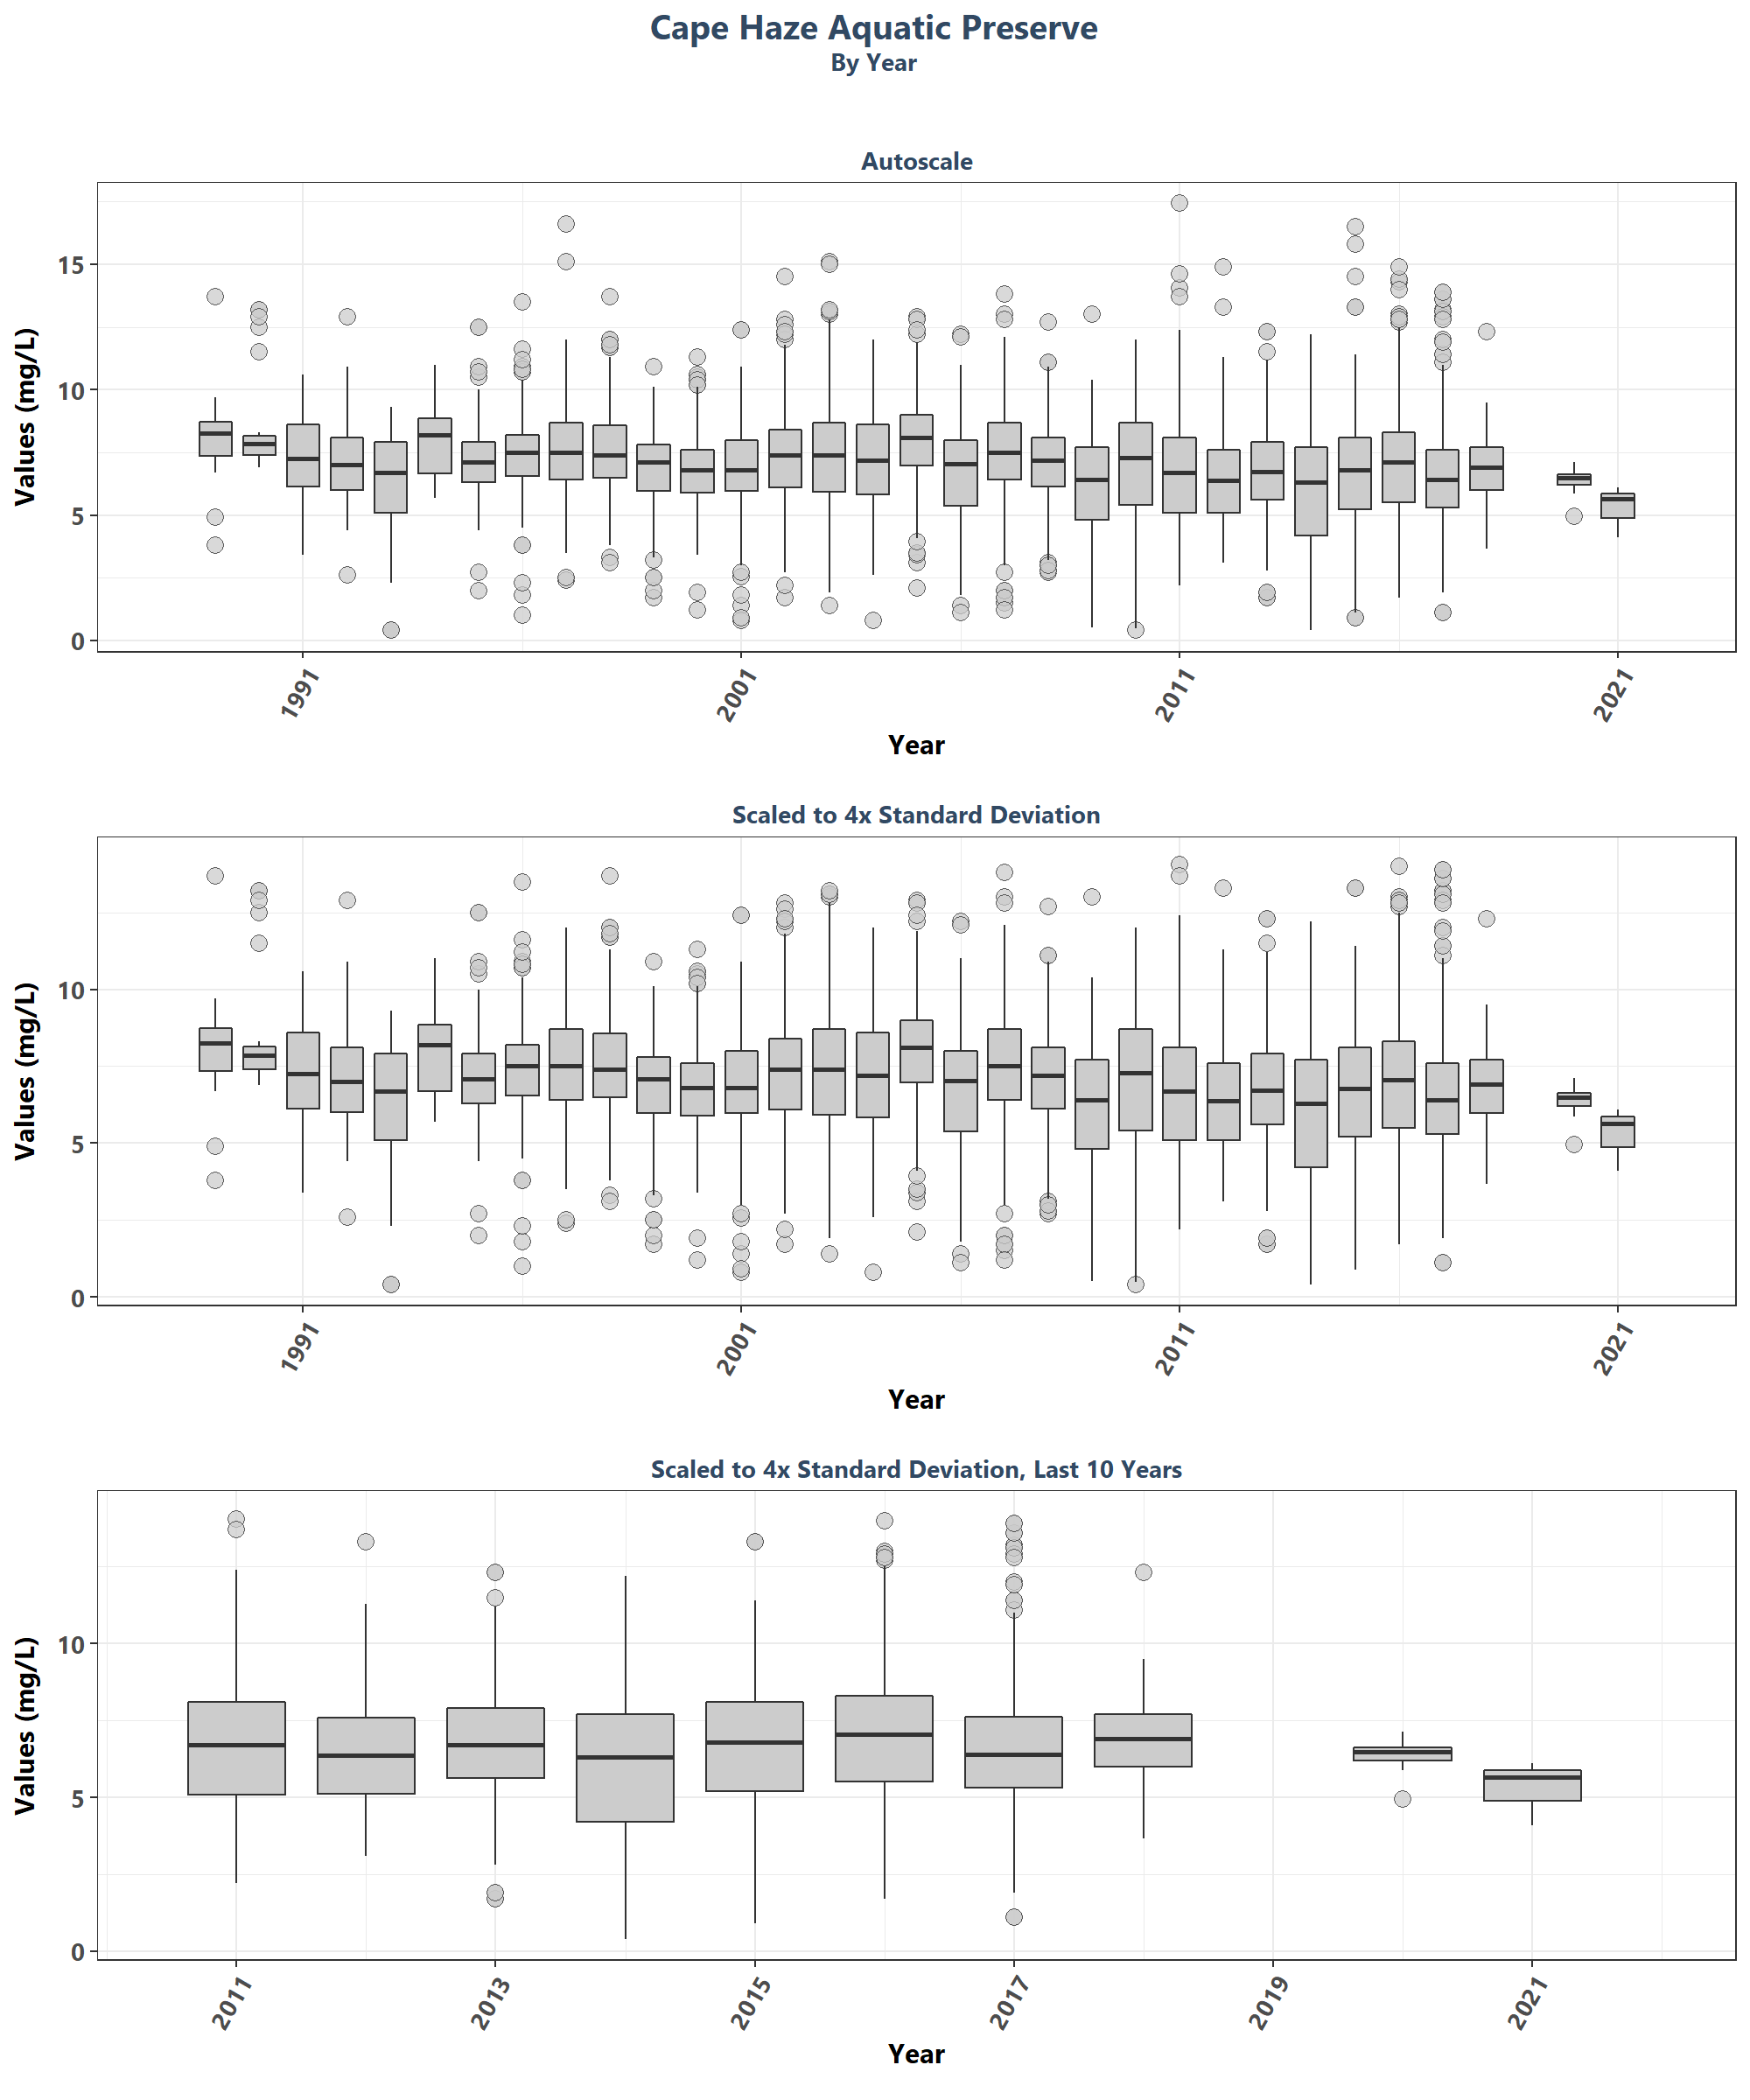 Cape Haze Aquatic Preserve
By Year
Autoscale
Values (mg/L)
15
10
5
0
1991
2001
2011
2021
Year
Scaled to 4x Standard Deviation
Values (mg/L)
10
5
0
1991
2001
2011
2021
Year
Scaled to 4x Standard Deviation, Last 10 Years
Values (mg/L)
10
5
0
2011
2013
2015
2017
2019
2021
Year